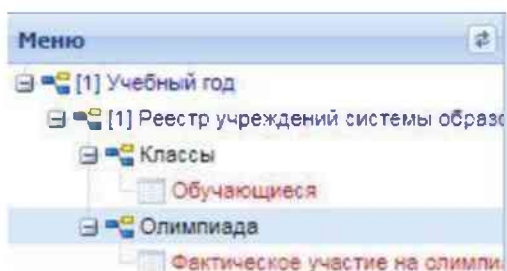 Меню
[1] Учебный год
[1] Реестр учреждений системы образо
Классы
Обучающиеся
Олимпиада
Фактическое участие на олимпи